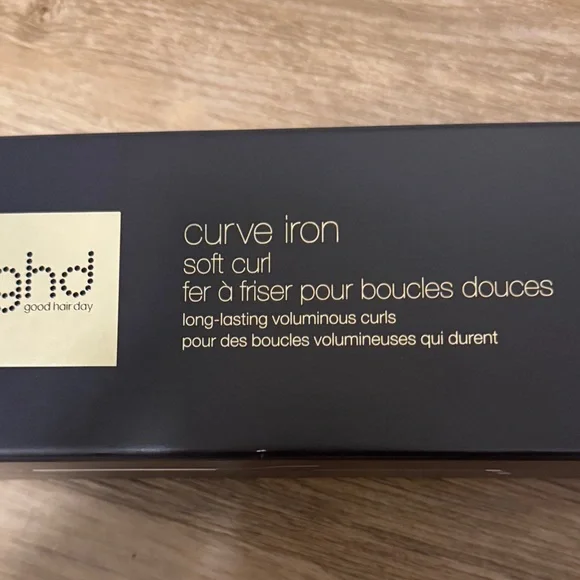 ghd
good hair day
curve iron
soft curl
fer à friser pour boucles douces
long-lasting voluminous curls
pour des boucles volumineuses qui durent